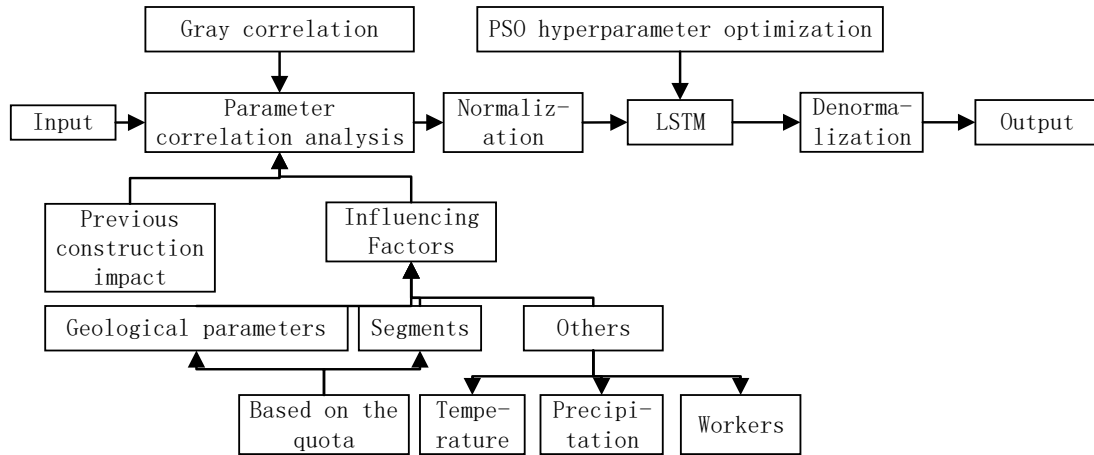 Gray correlation
PSO hyperparameter optimization
Input
Parameter
correlation analysis
Normaliz-
ation
LSTM
Denorma-
lization
Output
Previous
construction
impact
Influencing
Factors
Geological parameters
Segments
Others
Based on the
quota
Tempe-
rature
Precipi-
tation
Workers